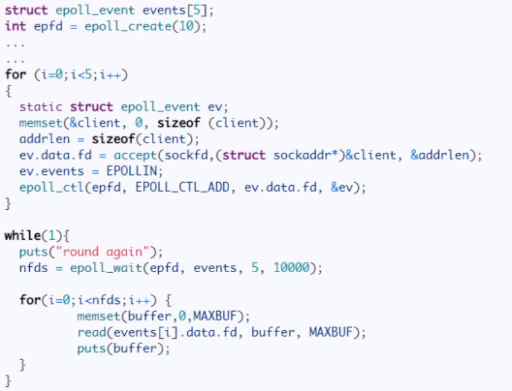 struct epoll_event events[5];
int epfd = epoll_create(10);
...
...
for (i=0;i<5;i++)
{
  static struct epoll_event ev;
  memset(&client, 0, sizeof (client));
  addrlen = sizeof(client);
  ev.data.fd = accept(sockfd,(struct sockaddr*)&client, &addrlen);
  ev.events = EPOLLIN;
  epoll_ctl(epfd, EPOLL_CTL_ADD, ev.data.fd, &ev);
}

while(1){
  puts("round again");
  nfds = epoll_wait(epfd, events, 5, 10000);

  for(i=0;i<nfds;i++) {
          memset(buffer,0,MAXBUF);
          read(events[i].data.fd, buffer, MAXBUF);
          puts(buffer);
  }
}